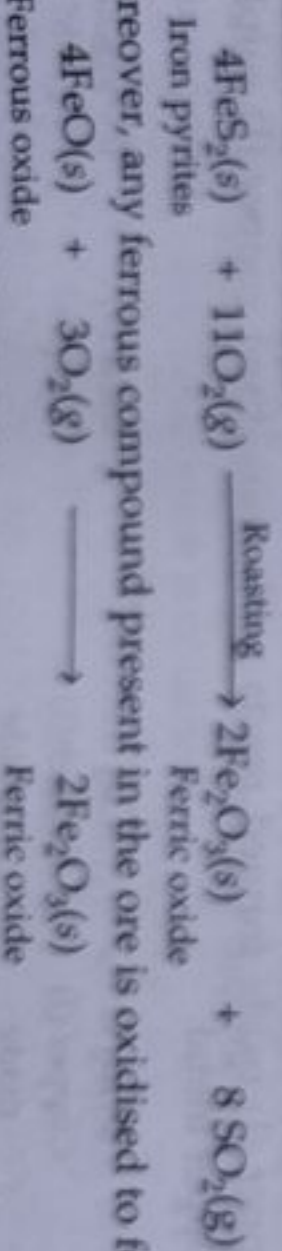 Roasting
4FeS₂(s) + 11O₂(g) ⟶ 2Fe₂O₃(s) + 8 SO₂(g)
Iron pyrites Ferric oxide
reover, any ferrous compound present in the ore is oxidised to f
4FeO(s) + 3O₂(g) ⟶ 2Fe₂O₃(s)
Ferrous oxide Ferric oxide